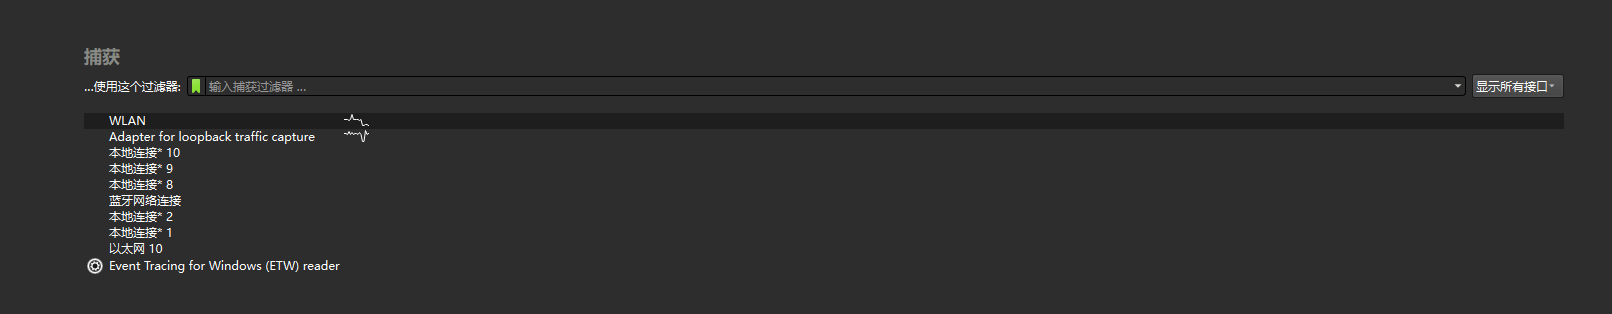 捕获
...使用这个过滤器: 输入捕获过滤器 ... 显示所有接口
WLAN
Adapter for loopback traffic capture
本地连接* 10
本地连接* 9
本地连接* 8
蓝牙网络连接
本地连接* 2
本地连接* 1
以太网 10
Event Tracing for Windows (ETW) reader